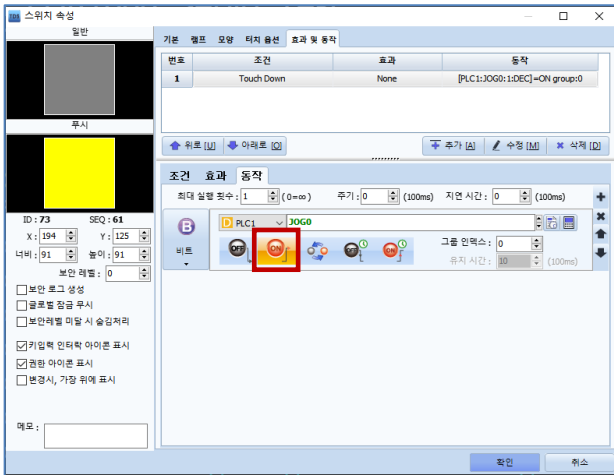 스위치 속성
일반
푸시
ID : 73 SEQ : 61
X : 194 Y : 125
너비 : 91 높이 : 91
보안 레벨 : 0
보안 로그 생성
글로벌 잠금 무시
보안레벨 미달 시 숨김처리
키입력 인터락 아이콘 표시
권한 아이콘 표시
변경시, 가장 위에 표시
메모 :
기본 램프 모양 터치 옵션 효과 및 동작
번호 조건 효과 동작
1 Touch Down None [PLC1:JOG0:1:DEC]=ON group:0
위로 [U] 아래로 [O] 추가 [A] 수정 [M] 삭제 [D]
조건 효과 동작
최대 실행 횟수 : 1 (0=∞) 주기 : 0 (100ms) 지연 시간 : 0 (100ms)
B
비트
D PLC1 JOG0
OFF ON OFF ON
그룹 인덱스 : 0
유지 시간 : 10 (100ms)
확인 취소